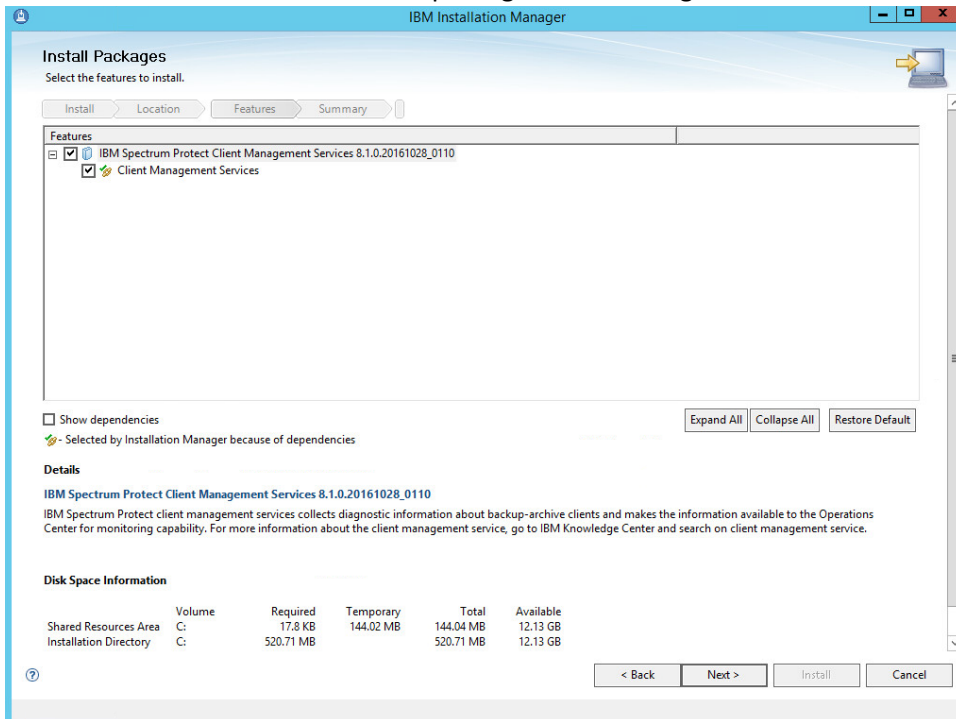 IBM Installation Manager
Install Packages
Select the features to install.
Install Location Features Summary
Features
IBM Spectrum Protect Client Management Services 8.1.0.20161028_0110
Client Management Services
Show dependencies Expand All Collapse All Restore Default
- Selected by Installation Manager because of dependencies
Details
IBM Spectrum Protect Client Management Services 8.1.0.20161028_0110
IBM Spectrum Protect client management services collects diagnostic information about backup-archive clients and makes the information available to the Operations
Center for monitoring capability. For more information about the client management service, go to IBM Knowledge Center and search on client management service.
Disk Space Information
Volume Required Temporary Total Available
Shared Resources Area C: 17.8 KB 144.02 MB 144.04 MB 12.13 GB
Installation Directory C: 520.71 MB 520.71 MB 12.13 GB
? < Back Next > Install Cancel